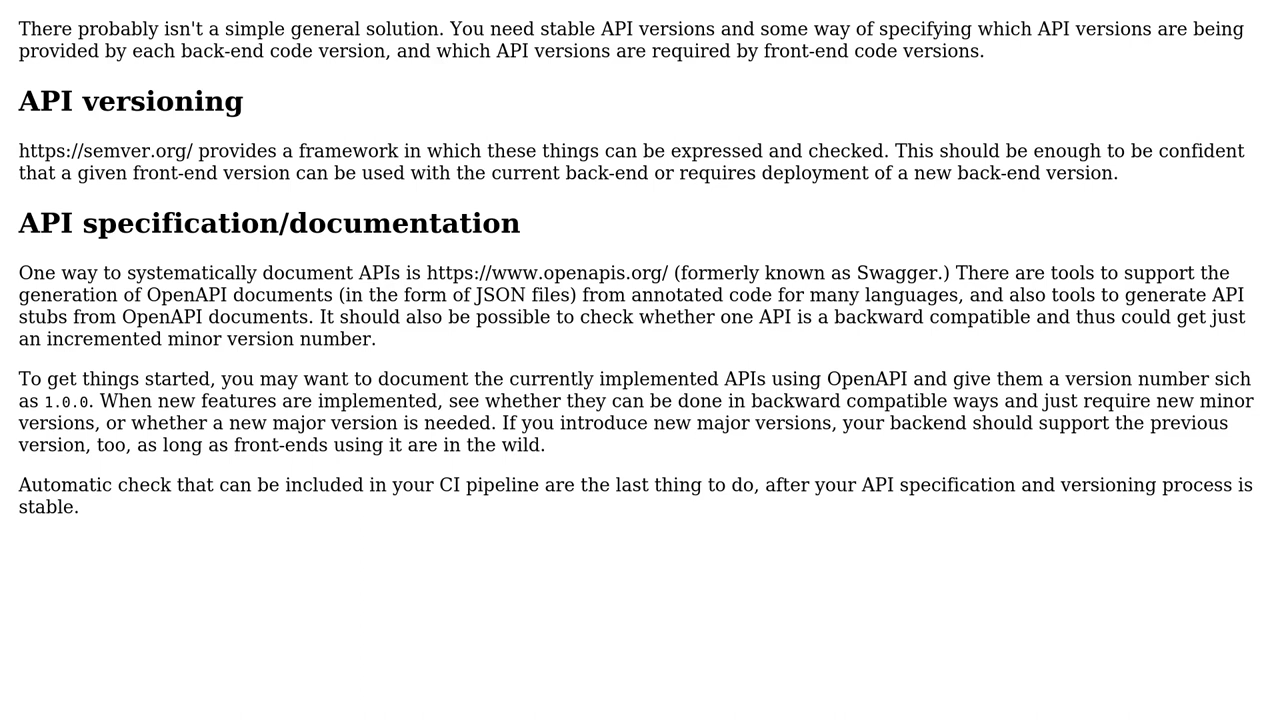 There probably isn't a simple general solution. You need stable API versions and some way of specifying which API versions are being
provided by each back-end code version, and which API versions are required by front-end code versions.
API versioning
https://semver.org/ provides a framework in which these things can be expressed and checked. This should be enough to be confident
that a given front-end version can be used with the current back-end or requires deployment of a new back-end version.
API specification/documentation
One way to systematically document APIs is https://www.openapis.org/ (formerly known as Swagger.) There are tools to support the
generation of OpenAPI documents (in the form of JSON files) from annotated code for many languages, and also tools to generate API
stubs from OpenAPI documents. It should also be possible to check whether one API is a backward compatible and thus could get just
an incremented minor version number.
To get things started, you may want to document the currently implemented APIs using OpenAPI and give them a version number sich
as 1.0.0. When new features are implemented, see whether they can be done in backward compatible ways and just require new minor
versions, or whether a new major version is needed. If you introduce new major versions, your backend should support the previous
version, too, as long as front-ends using it are in the wild.
Automatic check that can be included in your CI pipeline are the last thing to do, after your API specification and versioning process is
stable.